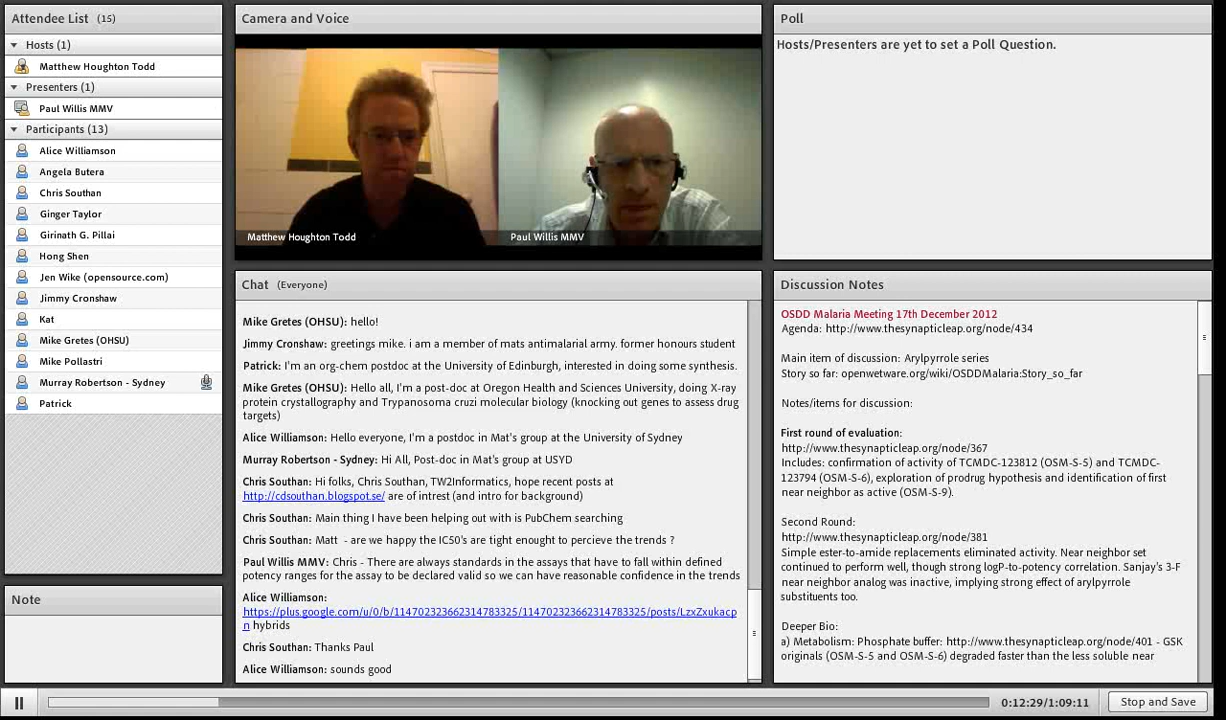 Attendee List (15)
Hosts (1)
Matthew Houghton Todd
Presenters (1)
Paul Willis MMV
Participants (13)
Alice Williamson
Angela Butera
Chris Southan
Ginger Taylor
Girinath G. Pillai
Hong Shen
Jen Wike (opensource.com)
Jimmy Cronshaw
Kat
Mike Gretes (OHSU)
Mike Pollastri
Murray Robertson - Sydney
Patrick
Note
Camera and Voice
Matthew Houghton Todd
Paul Willis MMV
Chat (Everyone)
Mike Gretes (OHSU): hello!
Jimmy Cronshaw: greetings mike. i am a member of mats antimalarial army. former honours student
Patrick: I'm an org-chem postdoc at the University of Edinburgh, interested in doing some synthesis.
Mike Gretes (OHSU): Hello all, I'm a post-doc at Oregon Health and Sciences University, doing X-ray
protein crystallography and Trypanosoma cruzi molecular biology (knocking out genes to assess drug
targets)
Alice Williamson: Hello everyone, I'm a postdoc in Mat's group at the University of Sydney
Murray Robertson - Sydney: Hi All, Post-doc in Mat's group at USYD
Chris Southan: Hi folks, Chris Southan, TW2Informatics, hope recent posts at
http://cdsouthan.blogspot.se/ are of intrest (and intro for background)
Chris Southan: Main thing I have been helping out with is PubChem searching
Chris Southan: Matt - are we happy the IC50's are tight enought to percieve the trends ?
Paul Willis MMV: Chris - There are always standards in the assays that have to fall within defined
potency ranges for the assay to be declared valid so we can have reasonable confidence in the trends
Alice Williamson:
https://plus.google.com/u/0/b/114702323662314783325/114702323662314783325/posts/LzxZxukacp
n hybrids
Chris Southan: Thanks Paul
Alice Williamson: sounds good
Poll
Hosts/Presenters are yet to set a Poll Question.
Discussion Notes
OSDD Malaria Meeting 17th December 2012
Agenda: http://www.thesynapticleap.org/node/434
Main item of discussion: Arylpyrrole series
Story so far: openwetware.org/wiki/OSDDMalaria:Story_so_far
Notes/items for discussion:
First round of evaluation:
http://www.thesynapticleap.org/node/367
Includes: confirmation of activity of TCMDC-123812 (OSM-S-5) and TCMDC-
123794 (OSM-S-6), exploration of prodrug hypothesis and identification of first
near neighbor as active (OSM-S-9).
Second Round:
http://www.thesynapticleap.org/node/381
Simple ester-to-amide replacements eliminated activity. Near neighbor set
continued to perform well, though strong logP-to-potency correlation. Sanjay's 3-F
near neighbor analog was inactive, implying strong effect of arylpyrrole
substituents too.
Deeper Bio:
a) Metabolism: Phosphate buffer: http://www.thesynapticleap.org/node/401 - GSK
originals (OSM-S-5 and OSM-S-6) degraded faster than the less soluble near
0:12:29/1:09:11
Stop and Save